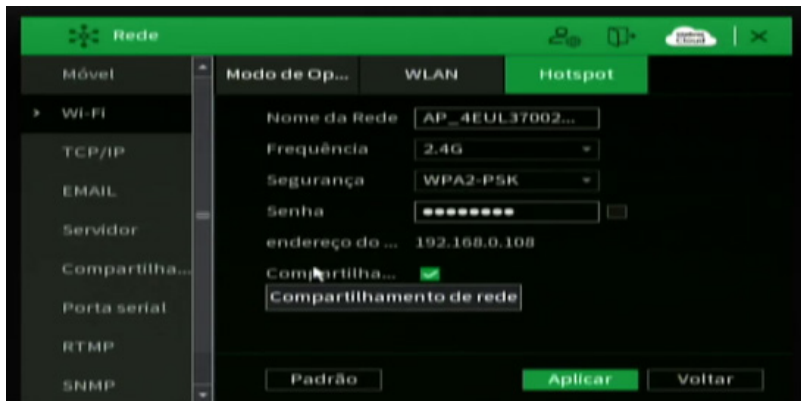 Rede
Cloud
Móvel
Modo de Op...
WLAN
Hotspot
Wi-Fi
Nome da Rede
AP_4EUL37002...
TCP/IP
Frequência
2.4G
EMAIL
Segurança
WPA2-PSK
Servidor
Senha
endereço do ...
192.168.0.108
Compartilha...
Compartilha...
Compartilhamento de rede
Porta serial
RTMP
SNMP
Padrão
Aplicar
Voltar